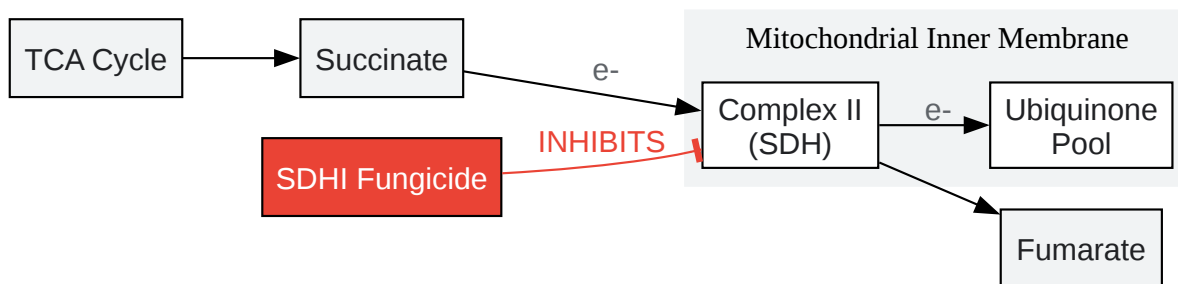 TCA Cycle
Succinate
e-
Mitochondrial Inner Membrane
Complex II
(SDH)
e-
Ubiquinone
Pool
INHIBITS
SDHI Fungicide
Fumarate